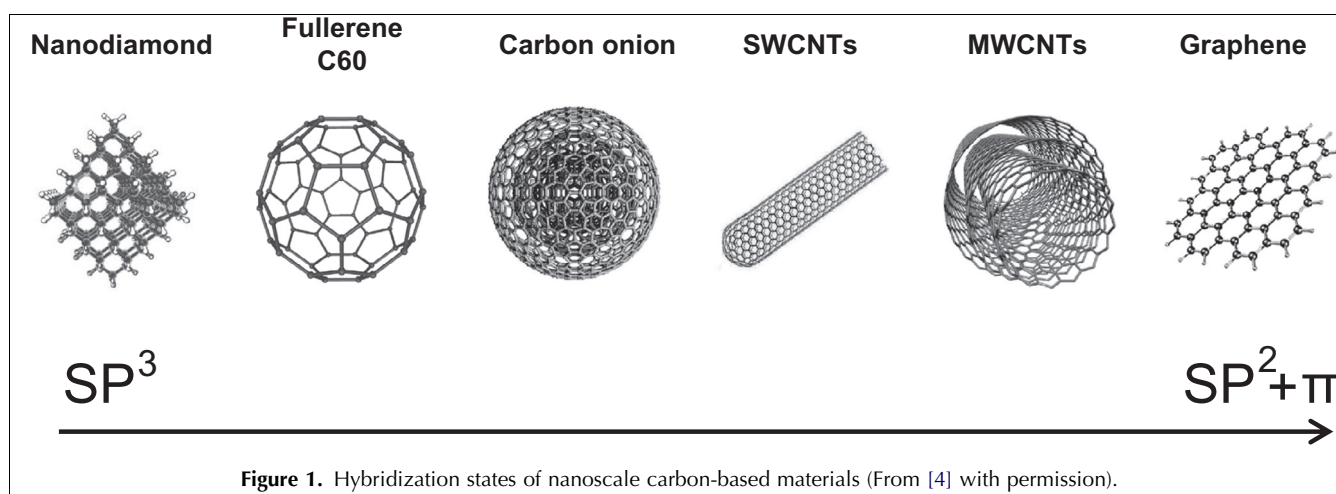 Nanodiamond
Fullerene
C60
Carbon onion
SWCNTs
MWCNTs
Graphene
SP³
SP²+π
Figure 1. Hybridization states of nanoscale carbon-based materials (From [4] with permission).